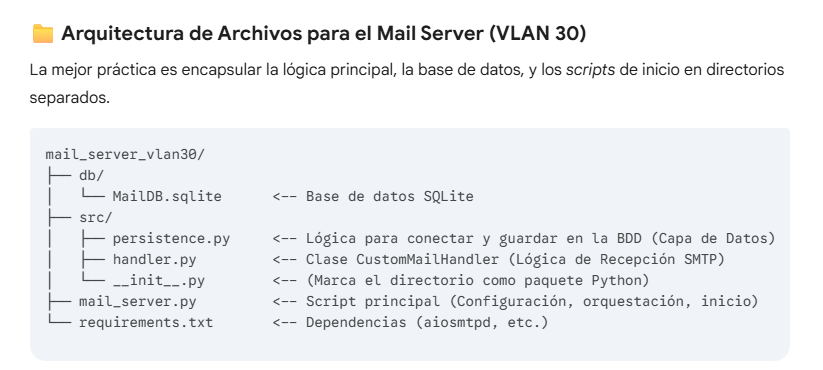 📁 Arquitectura de Archivos para el Mail Server (VLAN 30)
La mejor práctica es encapsular la lógica principal, la base de datos, y los scripts de inicio en directorios
separados.
mail_server_vlan30/
├── db/
│   └── MailDB.sqlite      <-- Base de datos SQLite
├── src/
│   ├── persistence.py     <-- Lógica para conectar y guardar en la BDD (Capa de Datos)
│   ├── handler.py         <-- Clase CustomMailHandler (Lógica de Recepción SMTP)
│   └── __init__.py        <-- (Marca el directorio como paquete Python)
├── mail_server.py         <-- Script principal (Configuración, orquestación, inicio)
└── requirements.txt       <-- Dependencias (aiosmtpd, etc.)